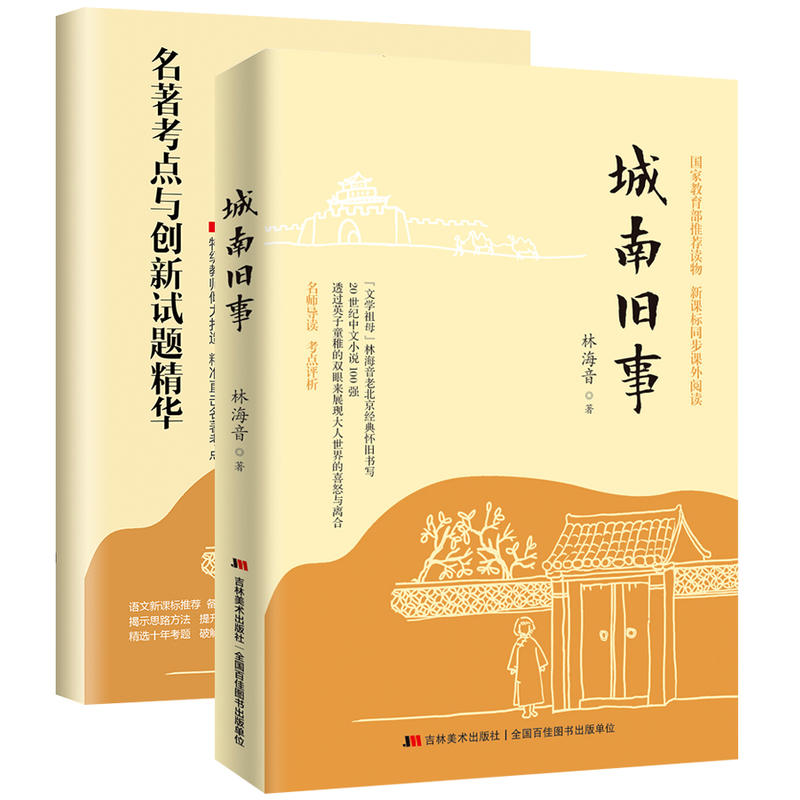 名著考点与创新试题精华
语文新课标推荐
揭示思路方法
精选十年考题 破解
城南旧事
林海音 ◎ 著
吉林美术出版社 | 全国百佳图书出版单位
国家教育部推荐读物 新课标同步课外阅读
城南旧事
林海音 ◎ 著
“文学祖母”林海音老北京经典怀旧书写
20世纪中文小说100强
透过英子童稚的双眼来展现大人世界的喜怒与离合
名师导读 考点评析
吉林美术出版社 | 全国百佳图书出版单位